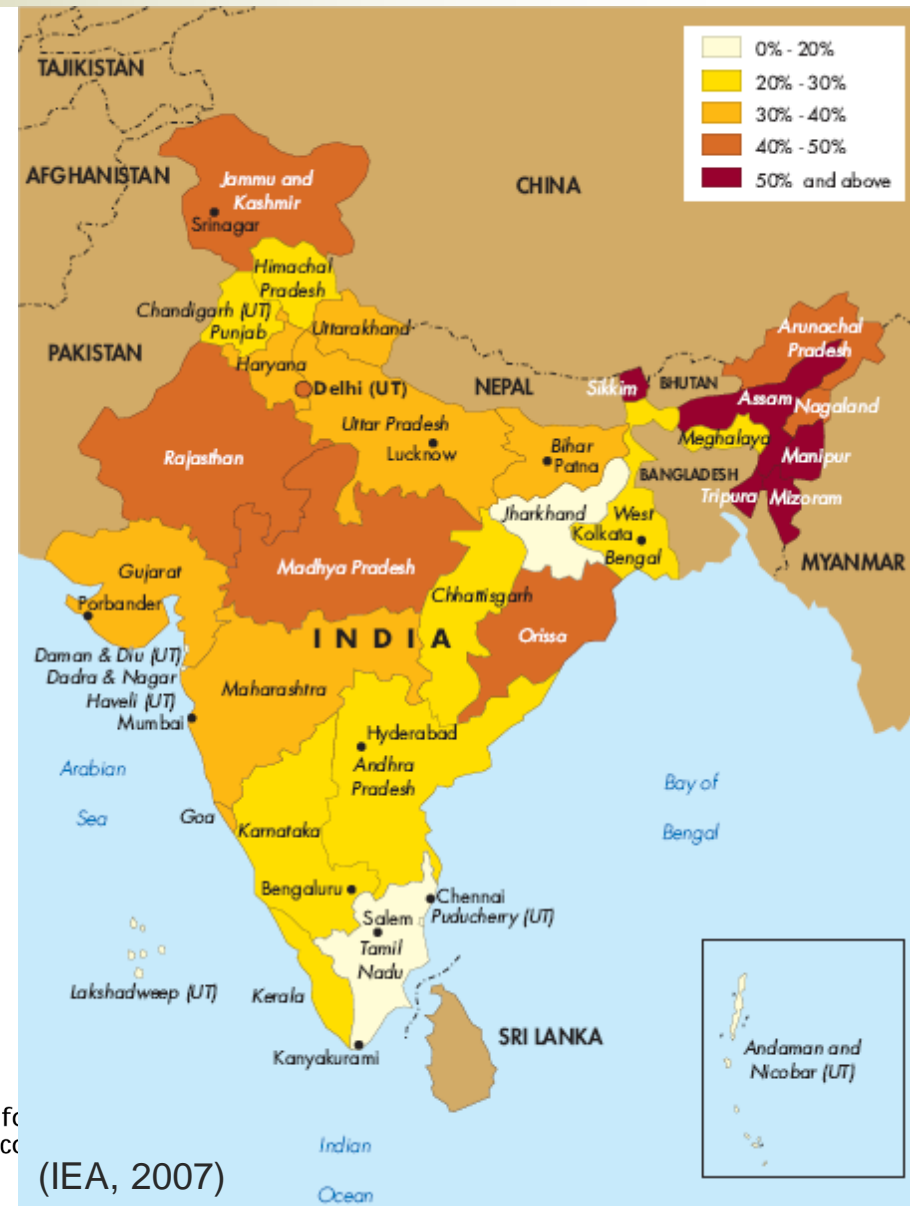 TAJIKISTAN
0% - 20%
20% - 30%
30% - 40%
40% - 50%
50% and above
AFGHANISTAN
Jammu and
Kashmir
Srinagar
CHINA
Himachal
Pradesh
Chandigarh (UT)
Punjab
Uttarakhand
PAKISTAN
Haryana
Delhi (UT)
NEPAL
Sikkim
BHUTAN
Arunachal
Pradesh
Assam
Nagaland
Uttar Pradesh
Lucknow
Rajasthan
Bihar
Patna
Meghalaya
BANGLADESH
Manipur
Tripura
Mizoram
Jharkhand
West
Kolkata
Bengal
MYANMAR
Gujarat
Madhya Pradesh
Chhattisgarh
Porbander
INDIA
Orissa
Daman & Diu (UT)
Dadra & Nagar
Haveli (UT)
Mumbai
Maharashtra
Hyderabad
Andhra
Pradesh
Arabian
Sea
Bay of
Bengal
Goa
Karnataka
Bengaluru
Chennai
Puducherry (UT)
Salem
Tamil
Nadu
Lakshadweep (UT)
Kerala
SRI LANKA
Kanyakurami
Andaman and
Nicobar (UT)
Indian
Ocean
(IEA, 2007)